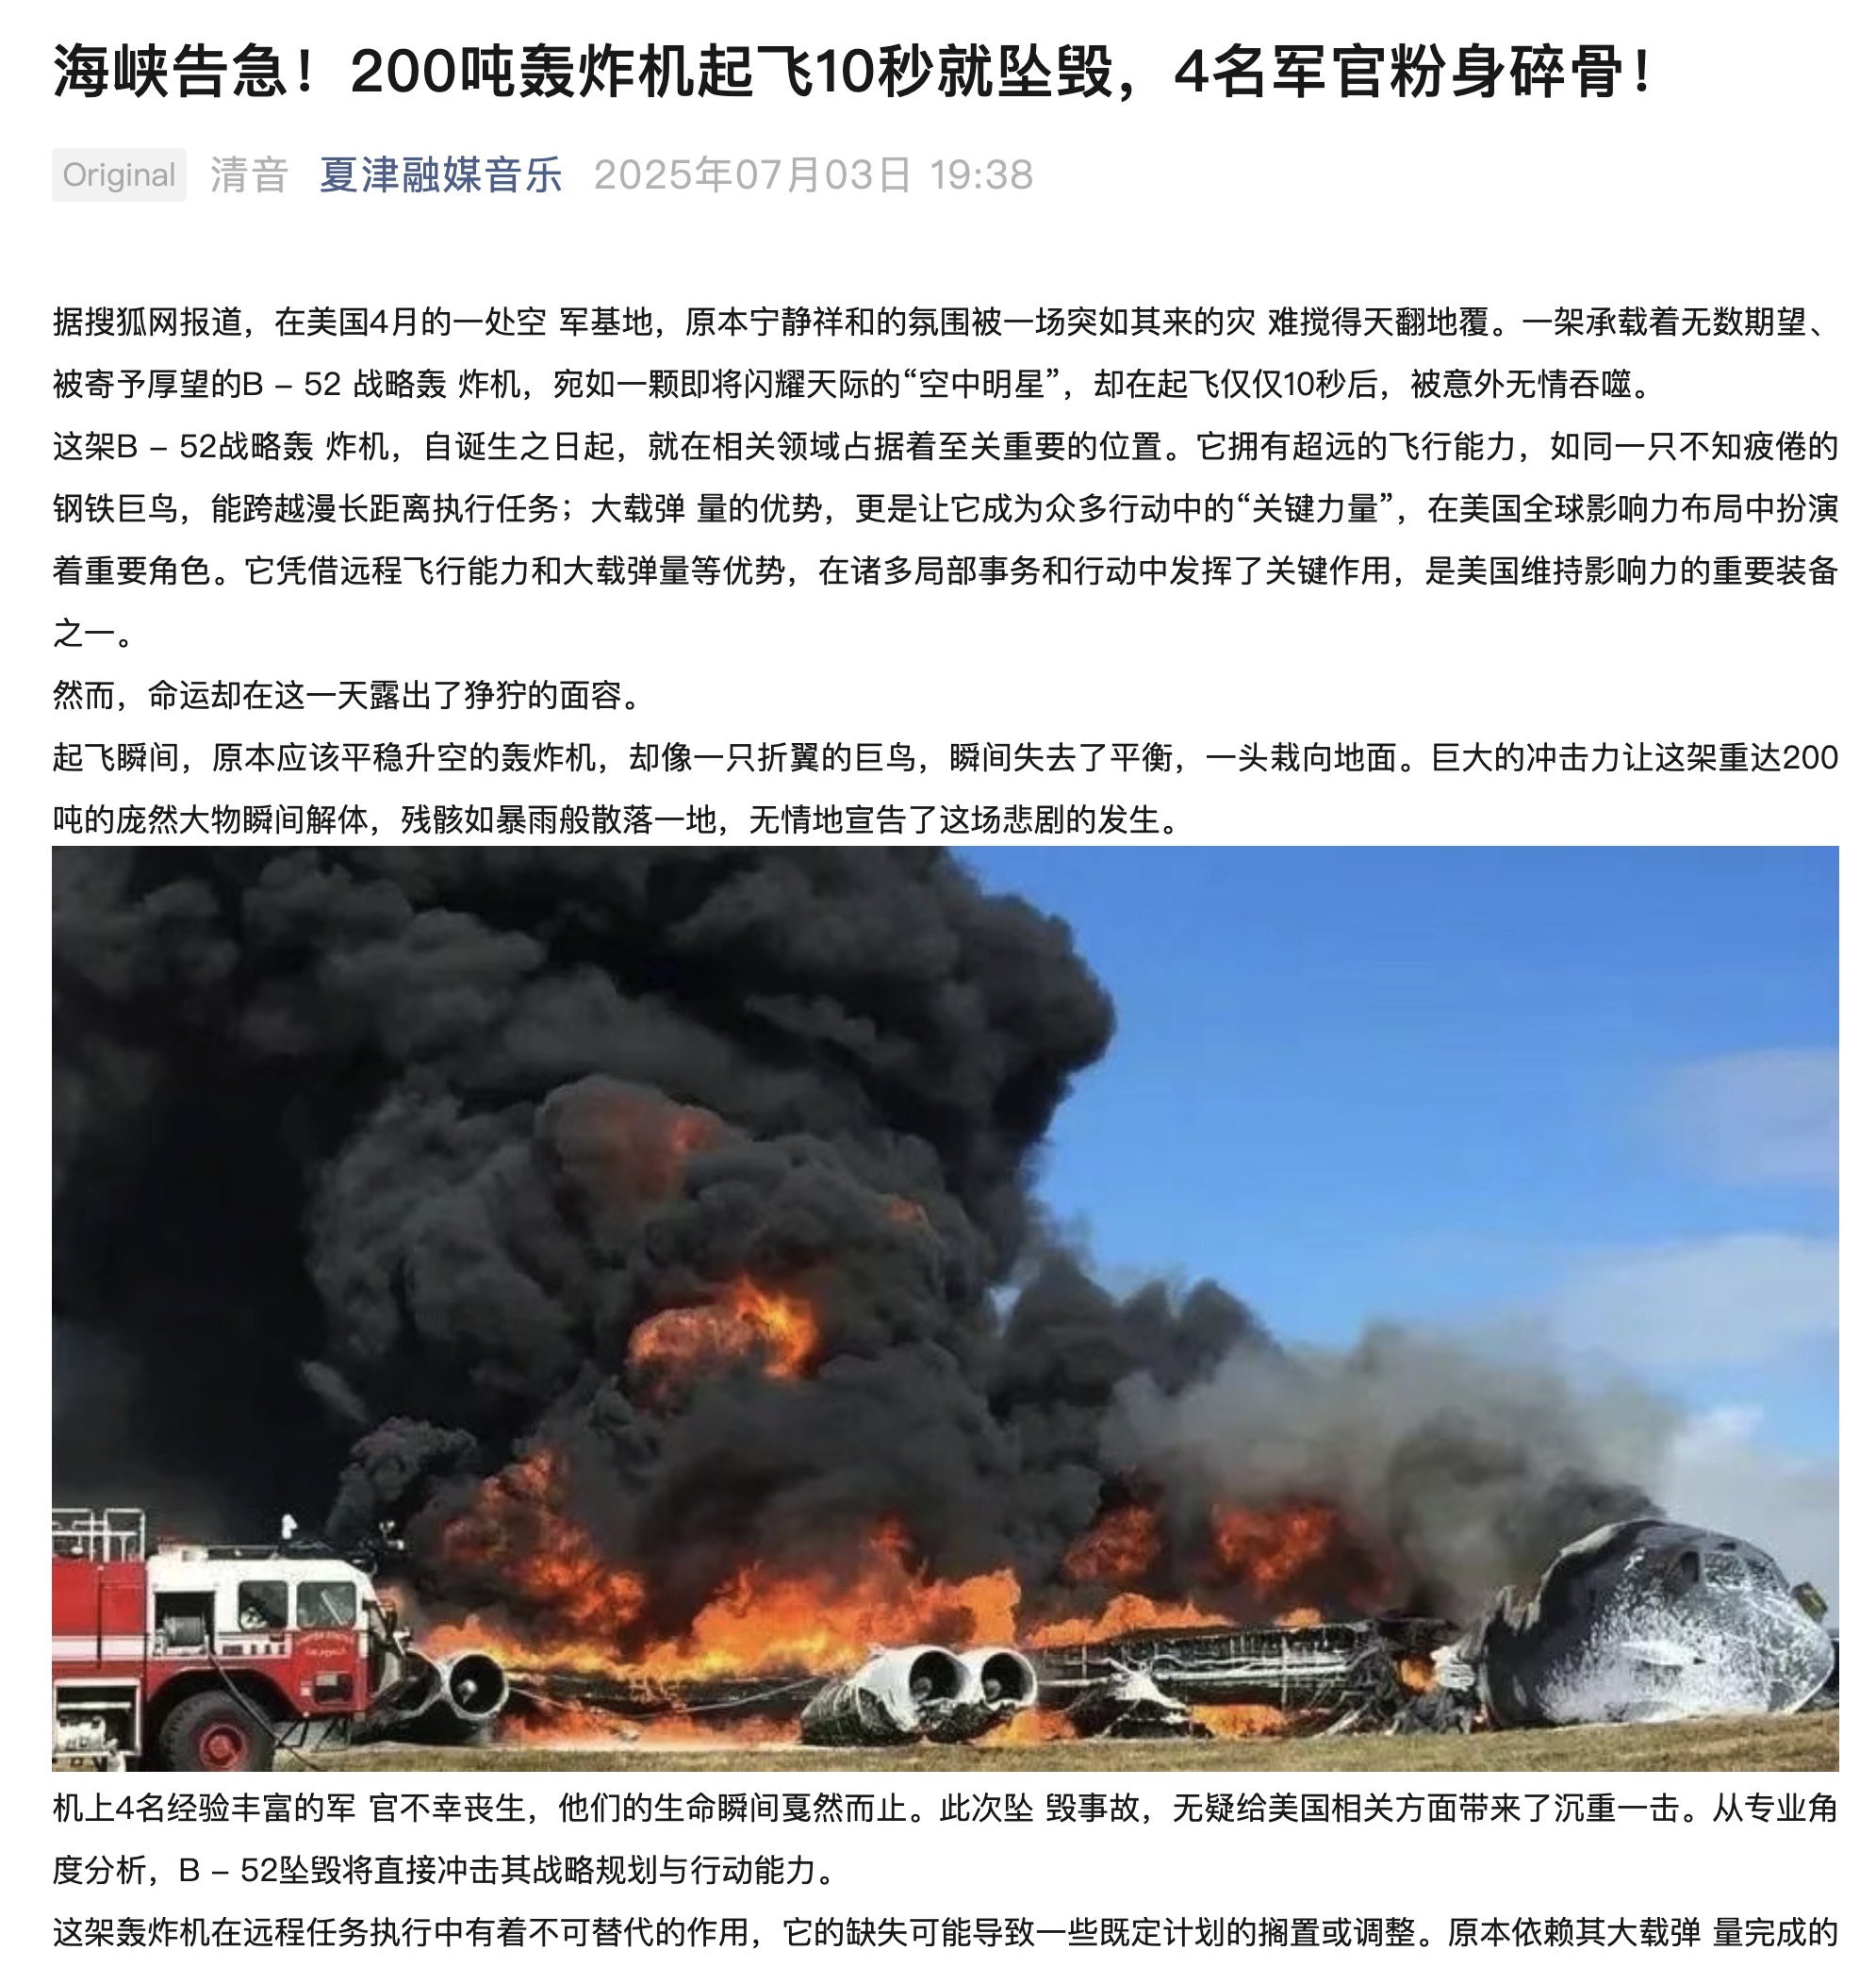 海峡告急！200吨轰炸机起飞10秒就坠毁，4名军官粉身碎骨！
Original 清音 夏津融媒音乐 2025年07月03日 19:38
据搜狐网报道，在美国4月的一处空 军基地，原本宁静祥和的氛围被一场突如其来的灾 难搅得天翻地覆。一架承载着无数期望、
被寄予厚望的B – 52 战略轰 炸机，宛如一颗即将闪耀天际的“空中明星”，却在起飞仅仅10秒后，被意外无情吞噬。
这架B – 52战略轰 炸机，自诞生之日起，就在相关领域占据着至关重要的位置。它拥有超远的飞行能力，如同一只不知疲倦的
钢铁巨鸟，能跨越漫长距离执行任务；大载弹 量的优势，更是让它成为众多行动中的“关键力量”，在美国全球影响力布局中扮演
着重要角色。它凭借远程飞行能力和大载弹量等优势，在诸多局部事务和行动中发挥了关键作用，是美国维持影响力的重要装备
之一。
然而，命运却在这一天露出了狰狞的面容。
起飞瞬间，原本应该平稳升空的轰炸机，却像一只折翼的巨鸟，瞬间失去了平衡，一头栽向地面。巨大的冲击力让这架重达200
吨的庞然大物瞬间解体，残骸如暴雨般散落一地，无情地宣告了这场悲剧的发生。
机上4名经验丰富的军 官不幸丧生，他们的生命瞬间戛然而止。此次坠 毁事故，无疑给美国相关方面带来了沉重一击。从专业角
度分析，B – 52坠毁将直接冲击其战略规划与行动能力。
这架轰炸机在远程任务执行中有着不可替代的作用，它的缺失可能导致一些既定计划的搁置或调整。原本依赖其大载弹 量完成的